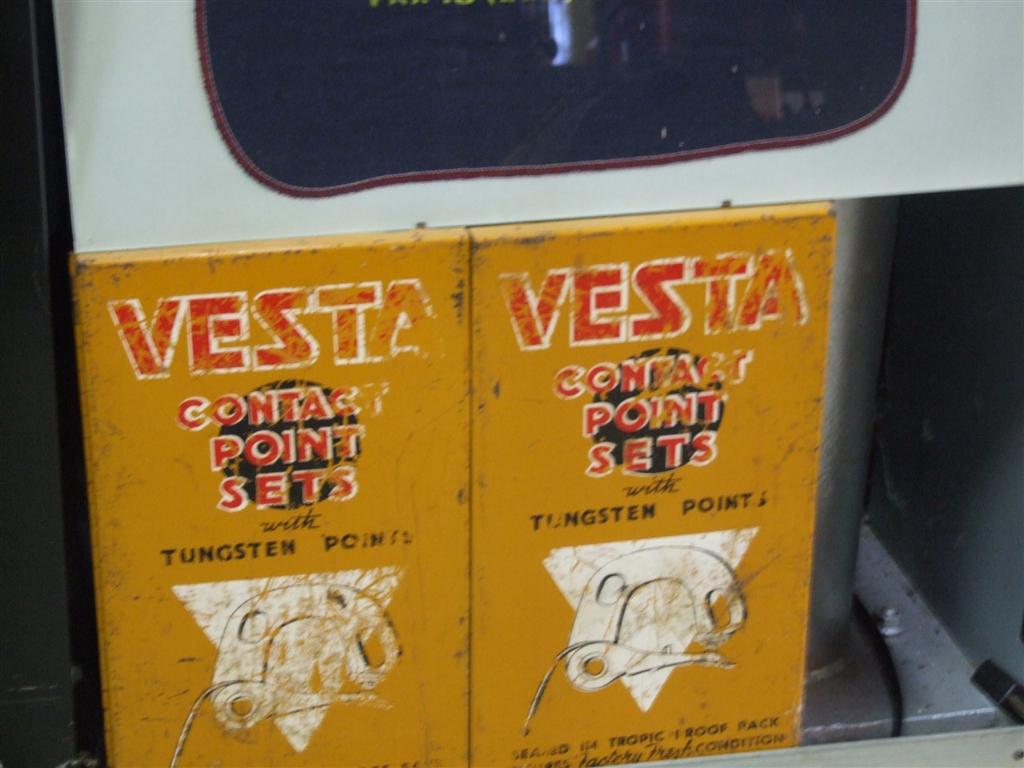 VESTA
CONTACT
POINT
SETS
with
TUNGSTEN POINTS
VESTA
CONTACT
POINT
SETS
with
TUNGSTEN POINTS
SEALED IN TROPIC PROOF PACK
Factory Fresh CONDITION